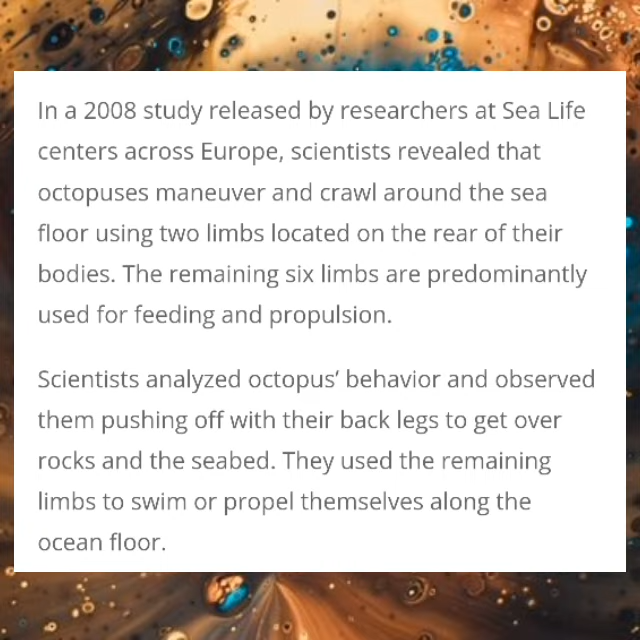 In a 2008 study released by researchers at Sea Life
centers across Europe, scientists revealed that
octopuses maneuver and crawl around the sea
floor using two limbs located on the rear of their
bodies. The remaining six limbs are predominantly
used for feeding and propulsion.
Scientists analyzed octopus’ behavior and observed
them pushing off with their back legs to get over
rocks and the seabed. They used the remaining
limbs to swim or propel themselves along the
ocean floor.